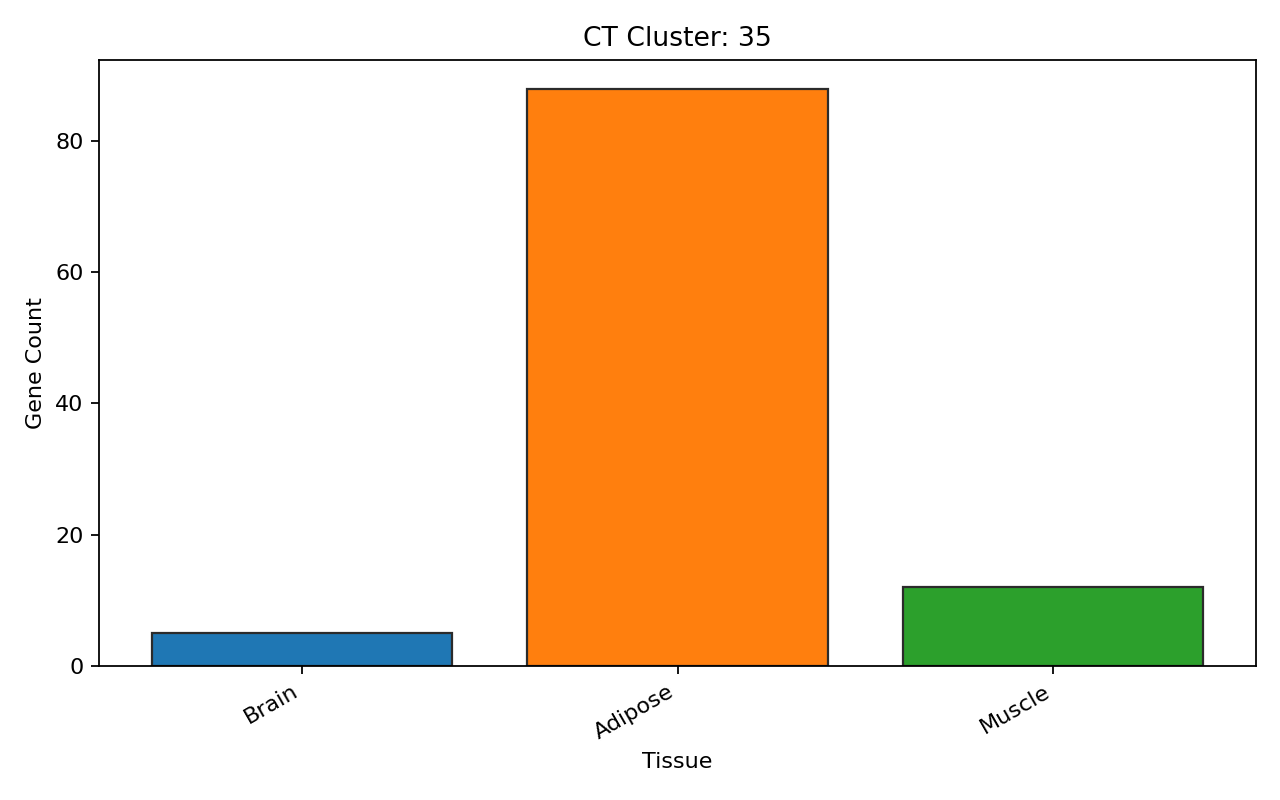 CT Cluster: 35
Gene Count
80
60
40
20
0
Brain
Adipose
Muscle
Tissue